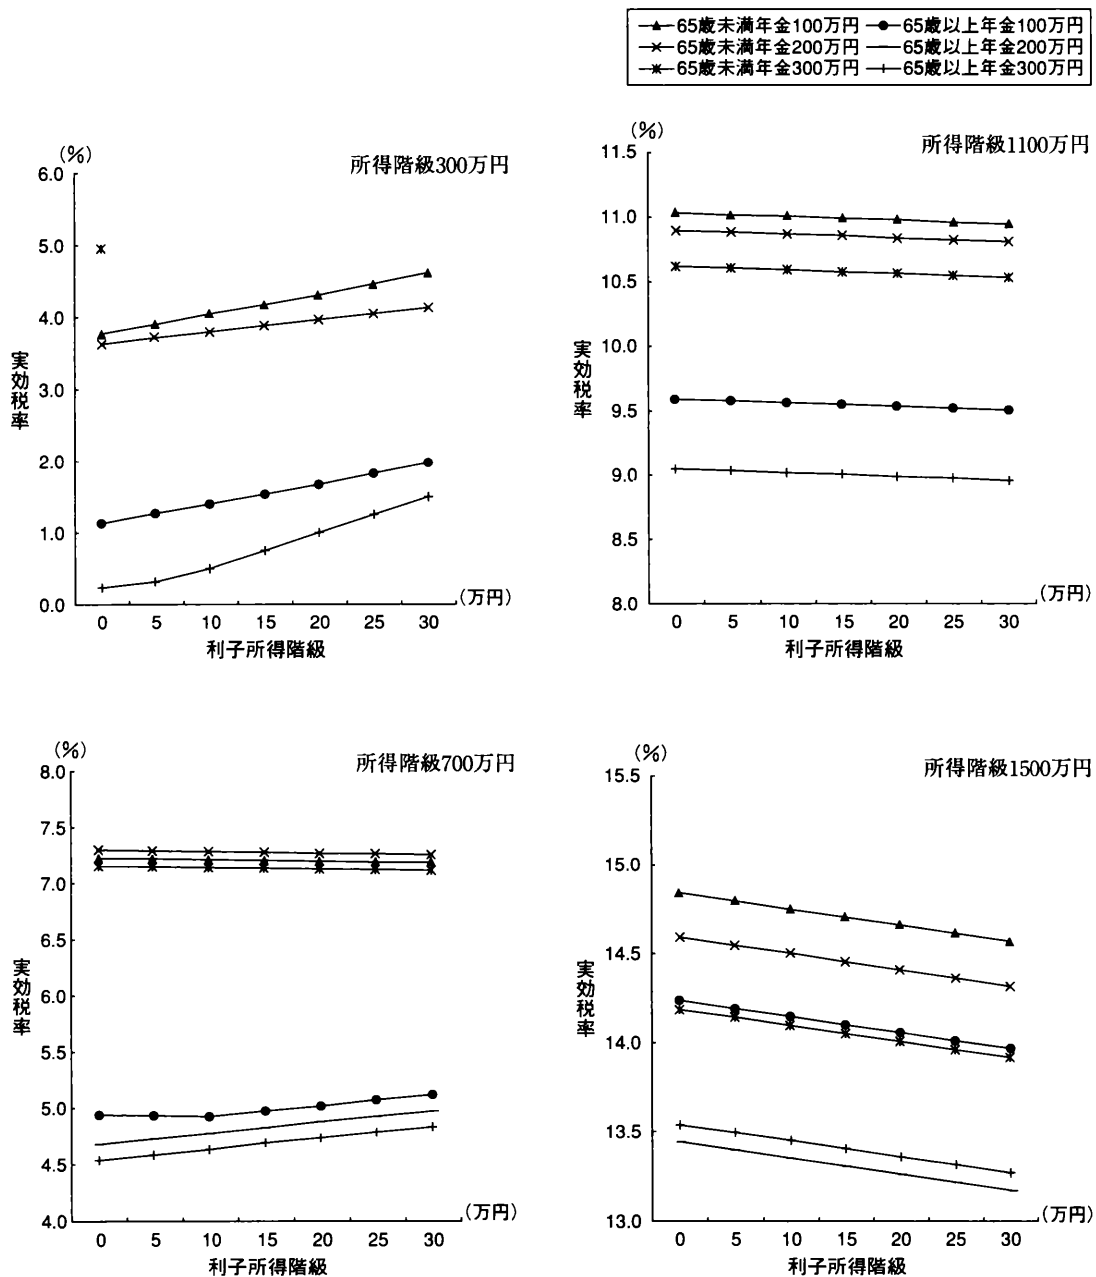 65歳未満年金100万円 65歳以上年金100万円
65歳未満年金200万円 65歳以上年金200万円
65歳未満年金300万円 65歳以上年金300万円
(%)
所得階級300万円
6.0
5.0
4.0
3.0
2.0
1.0
0.0
実効税率
0 5 10 15 20 25 30
(万円)
利子所得階級
(%)
所得階級1100万円
11.5
11.0
10.5
10.0
9.5
9.0
8.5
8.0
実効税率
0 5 10 15 20 25 30
(万円)
利子所得階級
(%)
所得階級700万円
8.0
7.5
7.0
6.5
6.0
5.5
5.0
4.5
4.0
実効税率
0 5 10 15 20 25 30
(万円)
利子所得階級
(%)
所得階級1500万円
15.5
15.0
14.5
14.0
13.5
13.0
実効税率
0 5 10 15 20 25 30
(万円)
利子所得階級